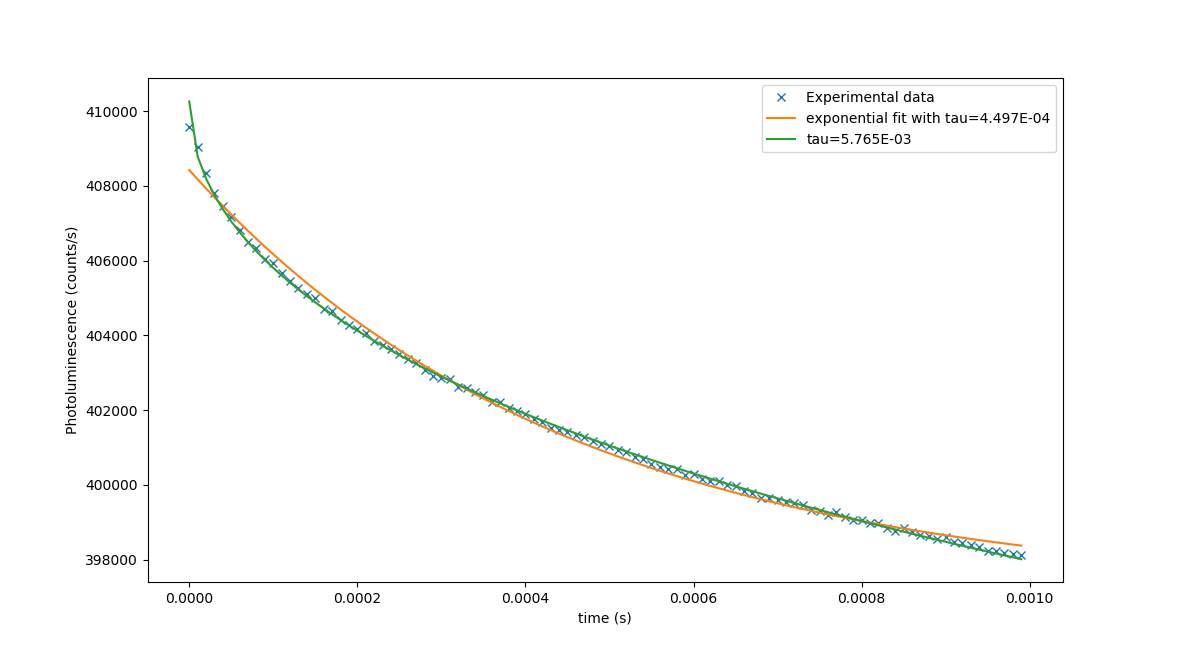 410000
408000
406000
404000
402000
400000
398000
Photoluminescence (counts/s)
0.0000
0.0002
0.0004
0.0006
0.0008
0.0010
time (s)
Experimental data
exponential fit with tau=4.497E-04
tau=5.765E-03